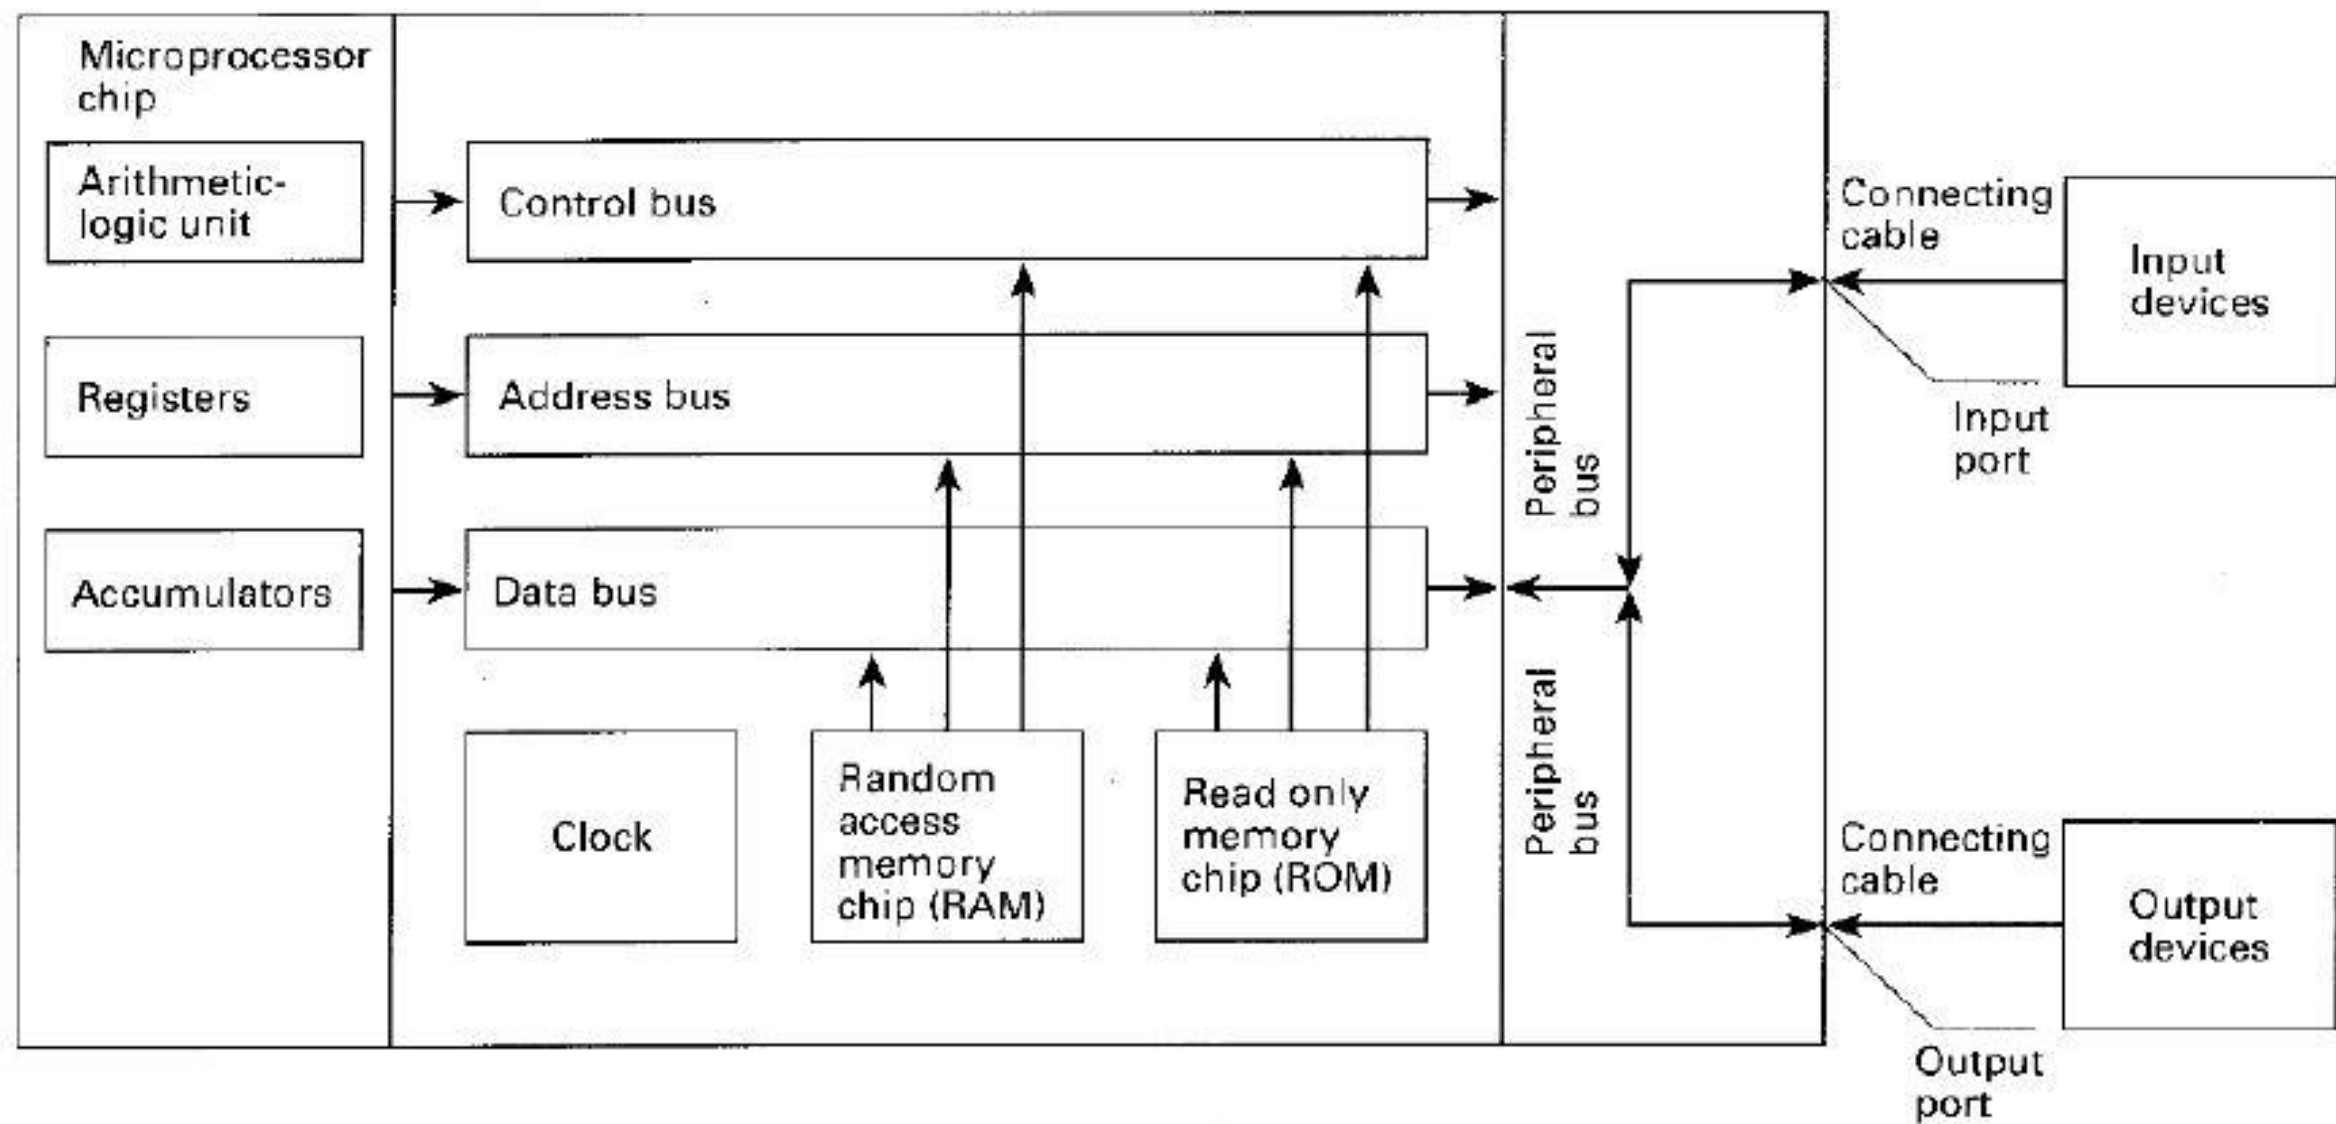 Microprocessor
chip
Arithmetic-
logic unit
Control bus
Registers
Address bus
Accumulators
Data bus
Clock
Random
access
memory
chip (RAM)
Read only
memory
chip (ROM)
Peripheral
bus
Peripheral
bus
Connecting
cable
Input
devices
Input
port
Connecting
cable
Output
devices
Output
port